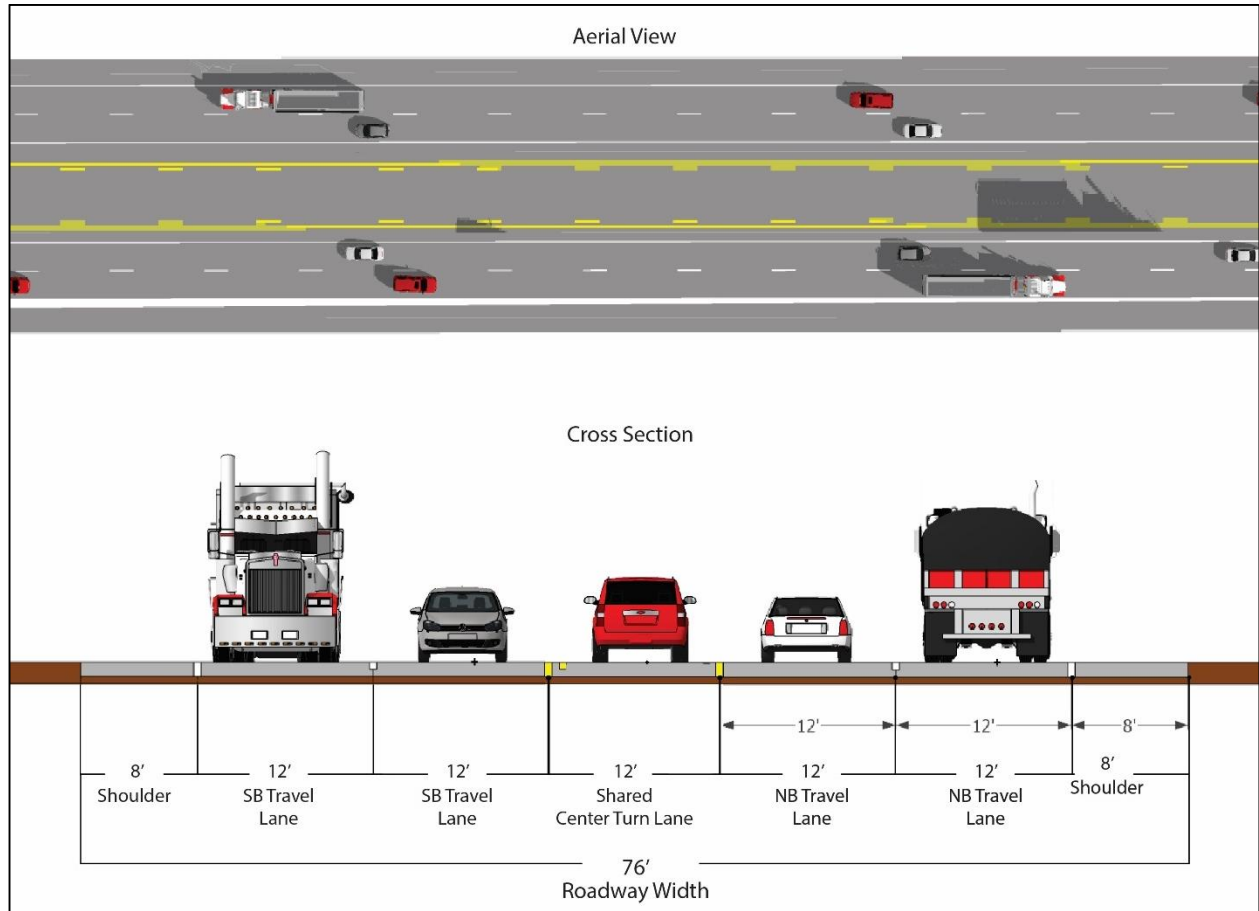 Aerial View
Cross Section
12' 12' 8'
8' 12' 12' 12' 12' 12' 8'
Shoulder SB Travel SB Travel Shared NB Travel NB Travel Shoulder
Lane Lane Center Turn Lane Lane Lane
76'
Roadway Width